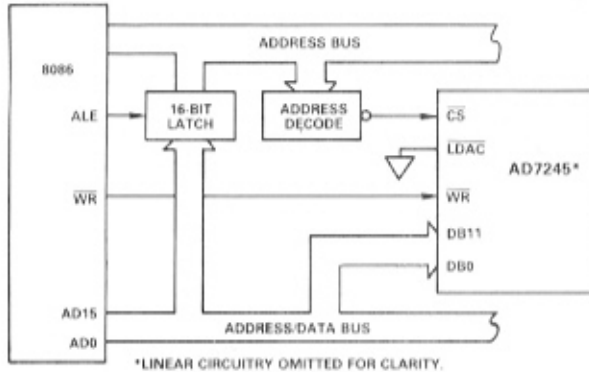 ADDRESS BUS
8086
ALE
16-BIT
LATCH
ADDRESS
DECODE
CS
LDAC
AD7245*
WR
WR
DB11
DB0
AD15
AD0
ADDRESS/DATA BUS
*LINEAR CIRCUITRY OMITTED FOR CLARITY.